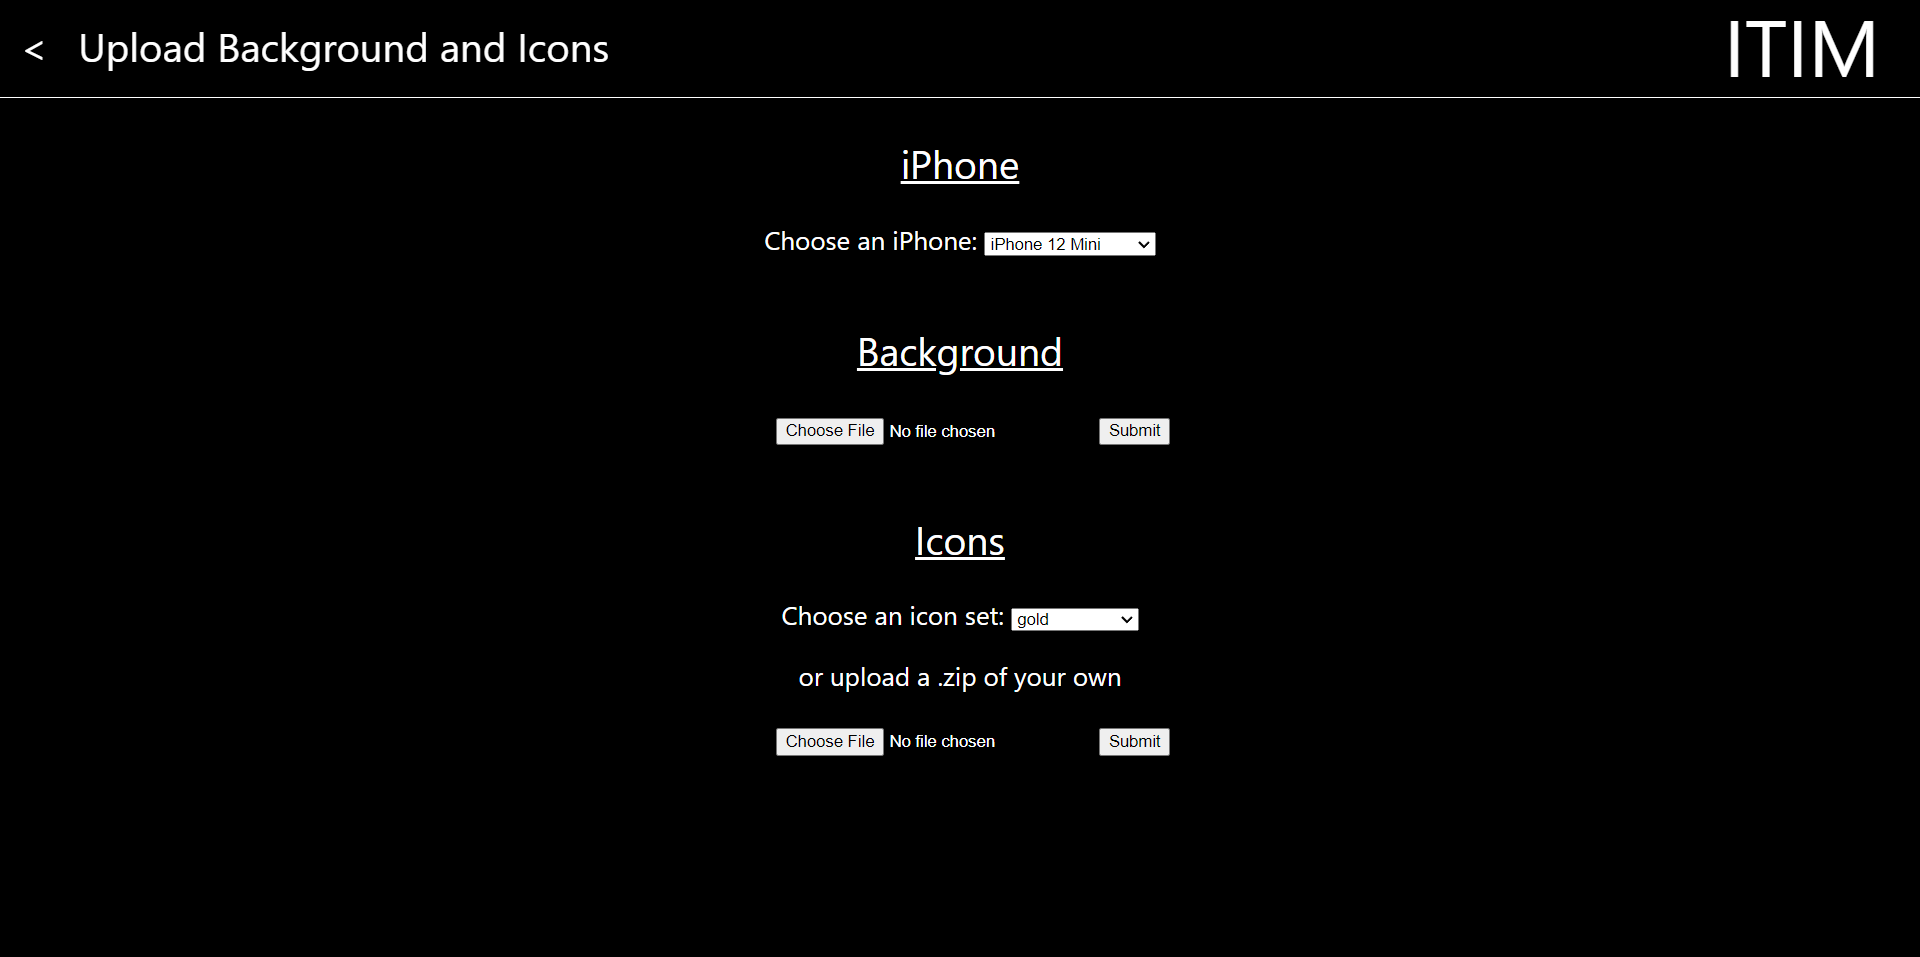 < Upload Background and Icons ITIM
iPhone
Choose an iPhone: iPhone 12 Mini
Background
Choose File No file chosen Submit
Icons
Choose an icon set: gold
or upload a .zip of your own
Choose File No file chosen Submit